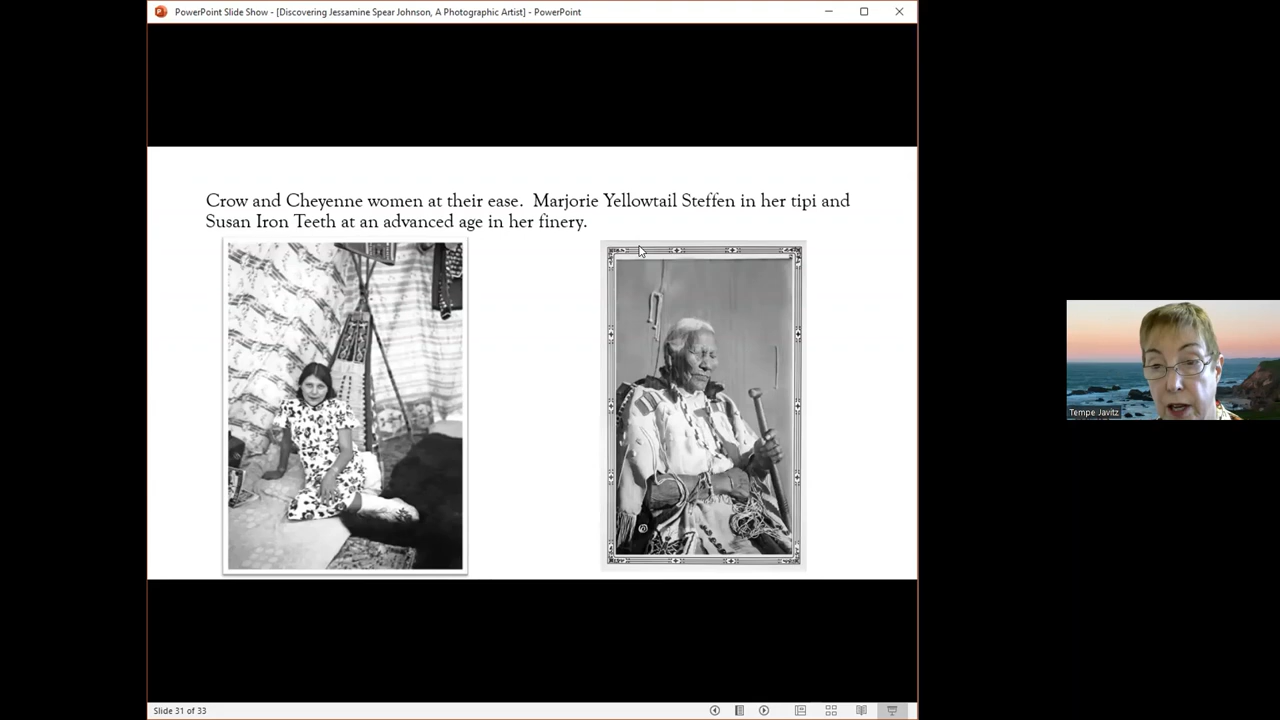 PowerPoint Slide Show - [Discovering Jessamine Spear Johnson, A Photographic Artist] - PowerPoint
Crow and Cheyenne women at their ease.  Marjorie Yellowtail Steffen in her tipi and
Susan Iron Teeth at an advanced age in her finery.
Tempe Javitz
Slide 31 of 33